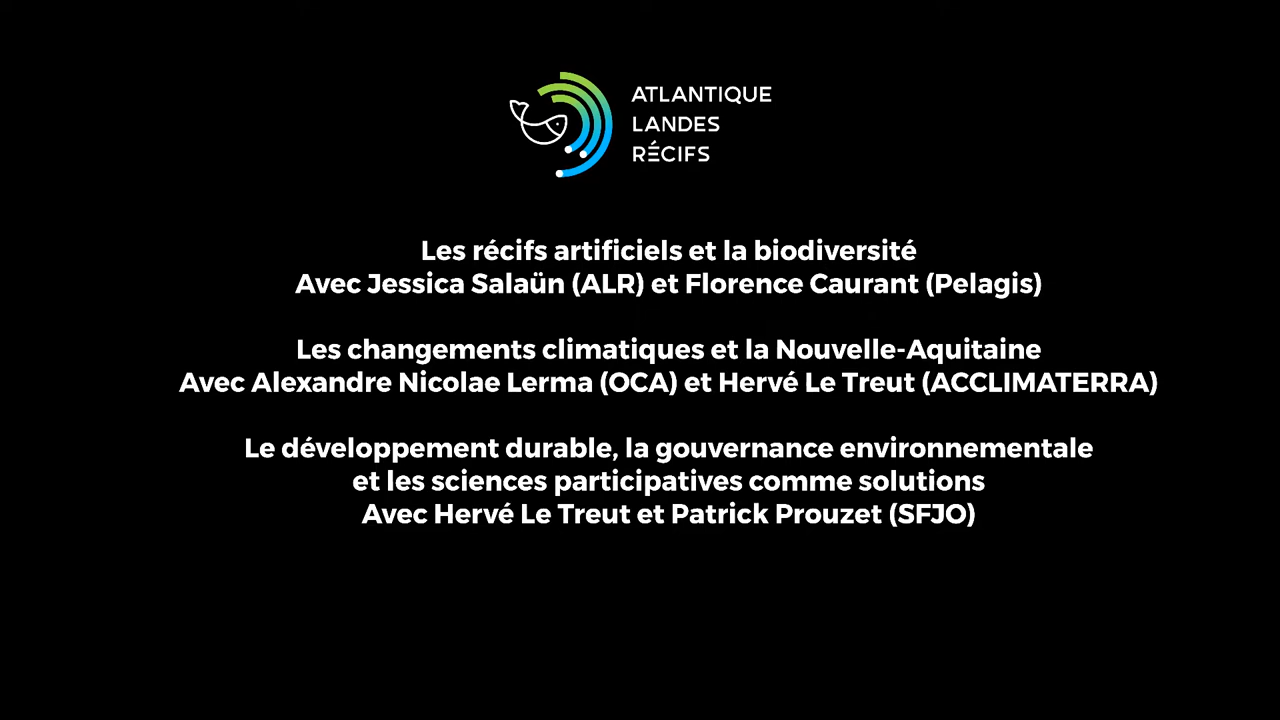 ATLANTIQUE
LANDES
RÉCIFS
Les récifs artificiels et la biodiversité
Avec Jessica Salaün (ALR) et Florence Caurant (Pelagis)
Les changements climatiques et la Nouvelle-Aquitaine
Avec Alexandre Nicolae Lerma (OCA) et Hervé Le Treut (ACCLIMATERRA)
Le développement durable, la gouvernance environnementale
et les sciences participatives comme solutions
Avec Hervé Le Treut et Patrick Prouzet (SFJO)